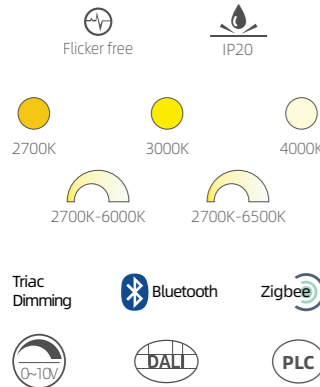 Flicker free
IP20
2700K
3000K
4000K
2700K-6000K
2700K-6500K
Triac
Dimming
Bluetooth
Zigbee
0~10V
DALI
PLC